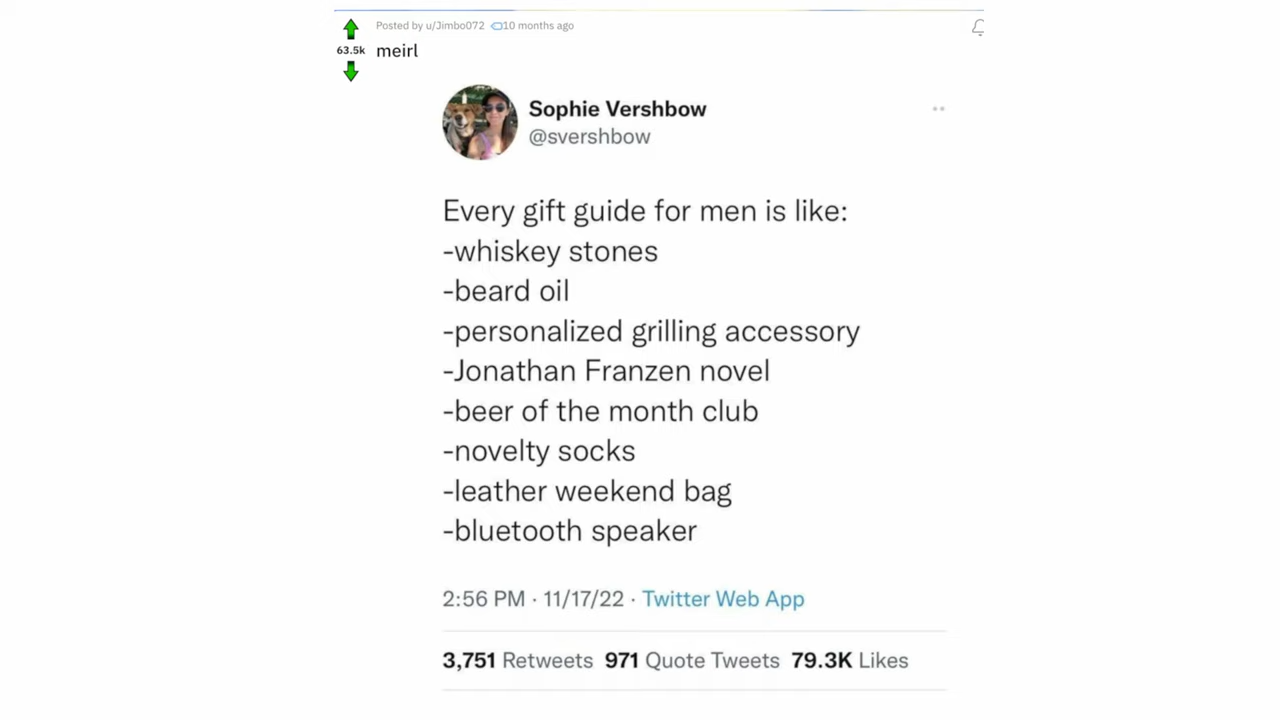 Posted by u/Jimbo072 10 months ago
63.5k meirl
Sophie Vershbow
@svershbow
Every gift guide for men is like:
-whiskey stones
-beard oil
-personalized grilling accessory
-Jonathan Franzen novel
-beer of the month club
-novelty socks
-leather weekend bag
-bluetooth speaker
2:56 PM · 11/17/22 · Twitter Web App
3,751 Retweets 971 Quote Tweets 79.3K Likes